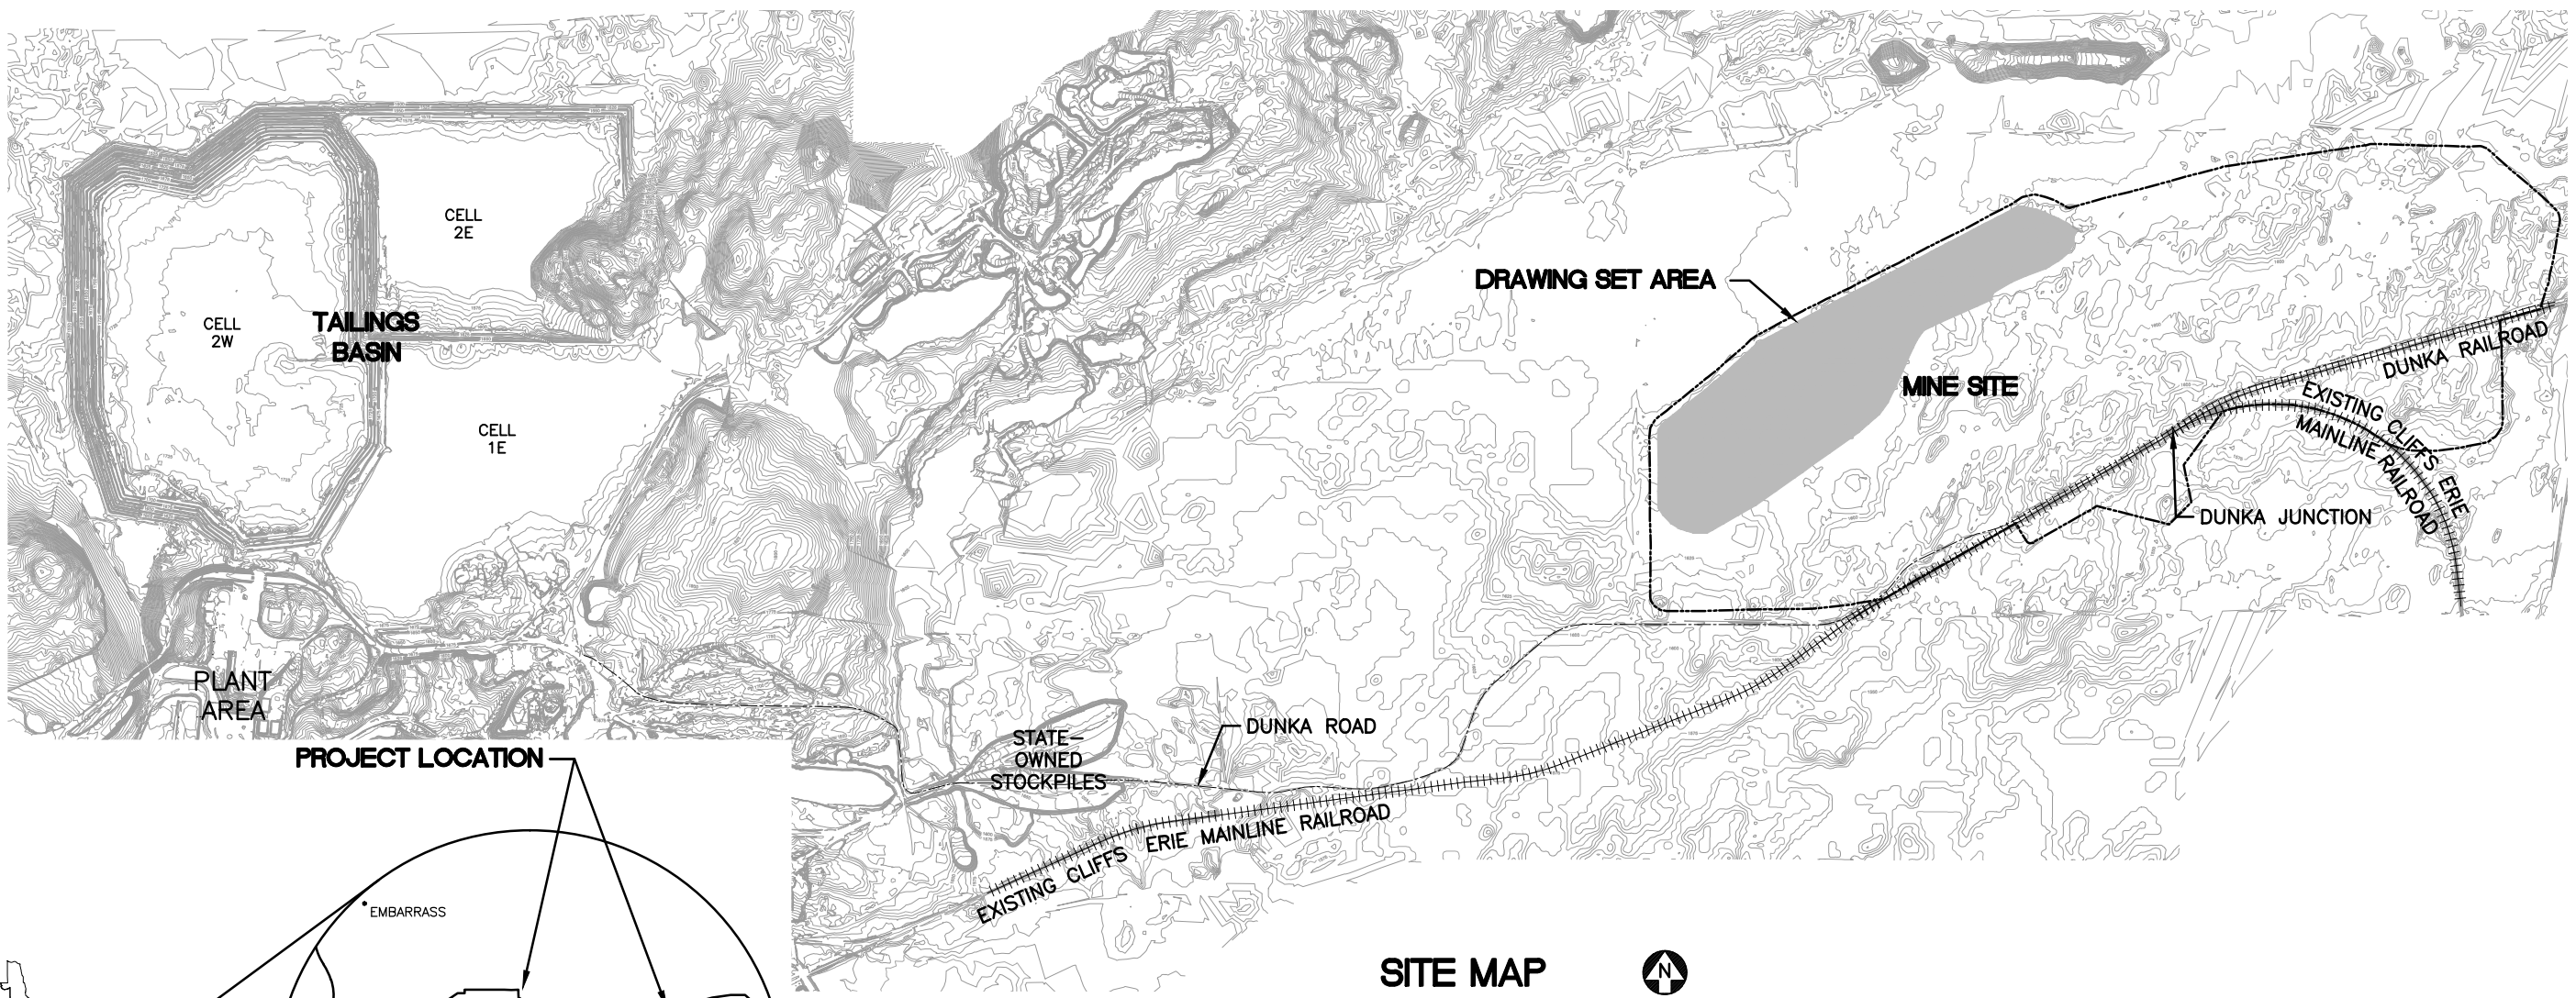 CELL
2E
CELL
2W
TAILINGS
BASIN
CELL
1E
PLANT
AREA
DRAWING SET AREA
MINE SITE
DUNKA RAILROAD
EXISTING CLIFFS ERIE
MAINLINE RAILROAD
DUNKA JUNCTION
DUNKA ROAD
STATE-
OWNED
STOCKPILES
EXISTING CLIFFS ERIE MAINLINE RAILROAD
PROJECT LOCATION
EMBARRASS
SITE MAP
N